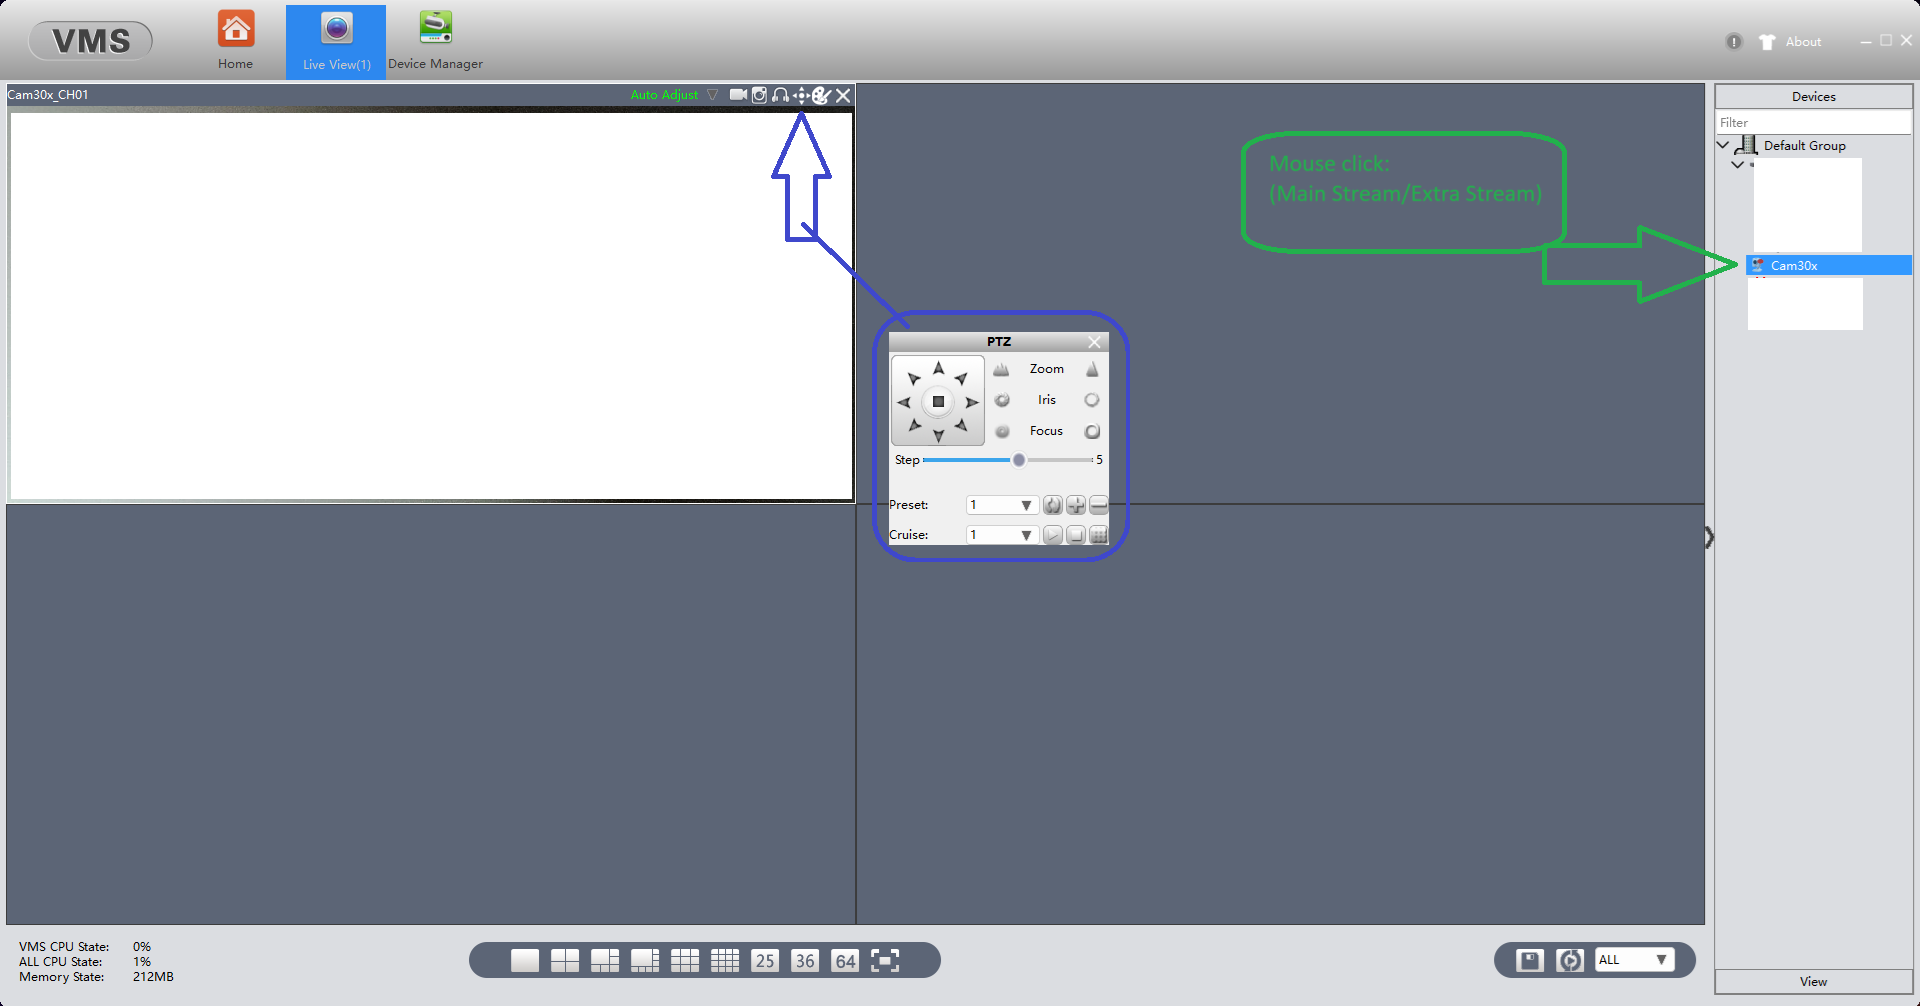 VMS
Home
Live View(1)
Device Manager
About
Cam30x_CH01
Auto Adjust
Devices
Filter
Default Group
Mouse click:
(Main Stream/Extra Stream)
Cam30x
PTZ
Zoom
Iris
Focus
Step 5
Preset: 1
Cruise: 1
VMS CPU State: 0%
ALL CPU State: 1%
Memory State: 212MB
25 36 64
ALL
View